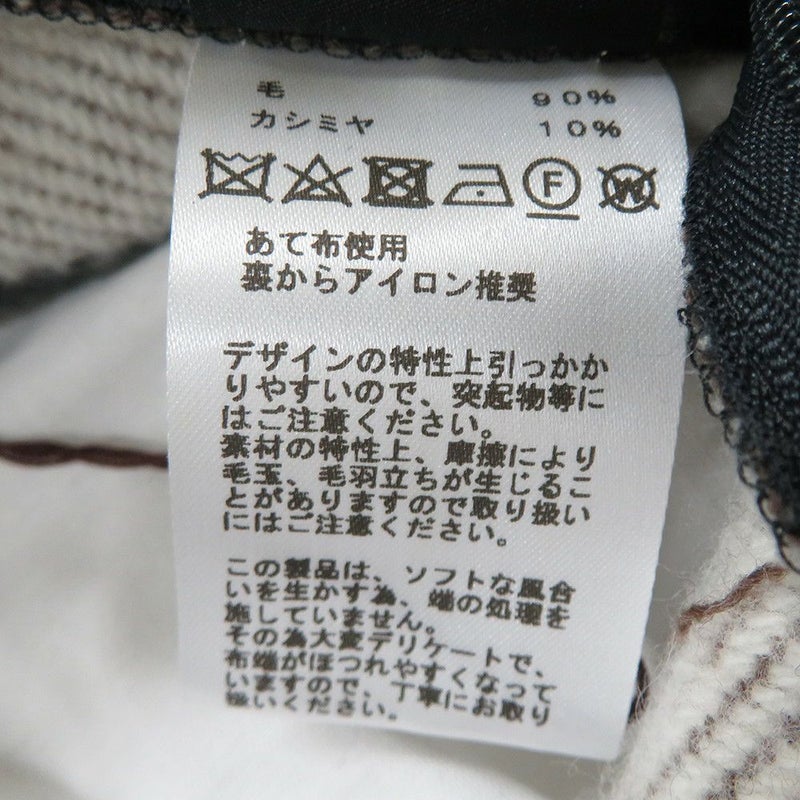 毛 90%
カシミヤ 10%
F W
あて布使用
裏からアイロン推奨
デザインの特性上引っかか
りやすいので、突起物等に
はご注意ください。
素材の特性上、摩擦により
毛玉、毛羽立ちが生じるこ
とがありますので取り扱い
にはご注意ください。
この製品は、ソフトな風合
いを生かす為、端の処理を
施していません。
その為大変デリケートで、
布端がほつれやすくなって
いますので、丁寧にお取り
扱いください。